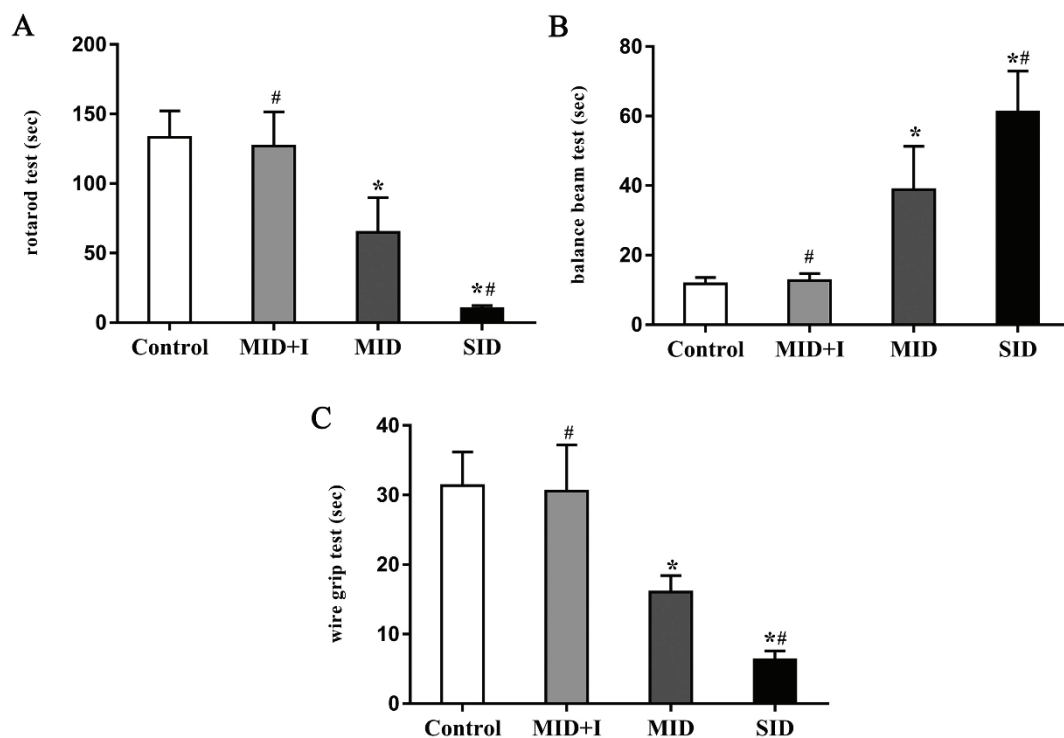 A
rotarod test (sec)
200
150
100
50
0
#
*
*#
Control MID+I MID SID
B
balance beam test (sec)
80
60
40
20
0
#
*
*#
Control MID+I MID SID
C
wire grip test (sec)
40
30
20
10
0
#
*
*#
Control MID+I MID SID